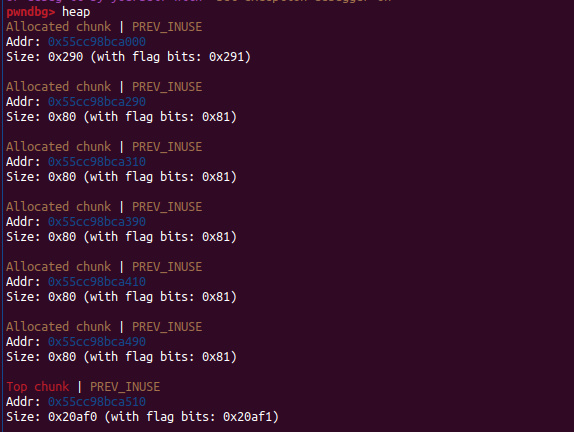 pwndbg> heap
Allocated chunk | PREV_INUSE
Addr: 0x55cc98bca000
Size: 0x290 (with flag bits: 0x291)
Allocated chunk | PREV_INUSE
Addr: 0x55cc98bca290
Size: 0x80 (with flag bits: 0x81)
Allocated chunk | PREV_INUSE
Addr: 0x55cc98bca310
Size: 0x80 (with flag bits: 0x81)
Allocated chunk | PREV_INUSE
Addr: 0x55cc98bca390
Size: 0x80 (with flag bits: 0x81)
Allocated chunk | PREV_INUSE
Addr: 0x55cc98bca410
Size: 0x80 (with flag bits: 0x81)
Allocated chunk | PREV_INUSE
Addr: 0x55cc98bca490
Size: 0x80 (with flag bits: 0x81)
Top chunk | PREV_INUSE
Addr: 0x55cc98bca510
Size: 0x20af0 (with flag bits: 0x20af1)